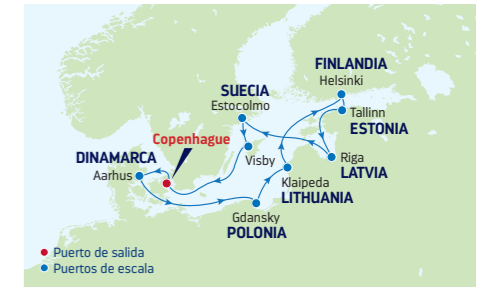 FINLANDIA
Helsinki
SUECIA
Estocolmo
Tallinn
ESTONIA
Copenhague
DINAMARCA
Aarhus
Visby
Riga
LATVIA
Klaipeda
LITHUANIA
Gdansky
POLONIA
Puerto de salida
Puertos de escala